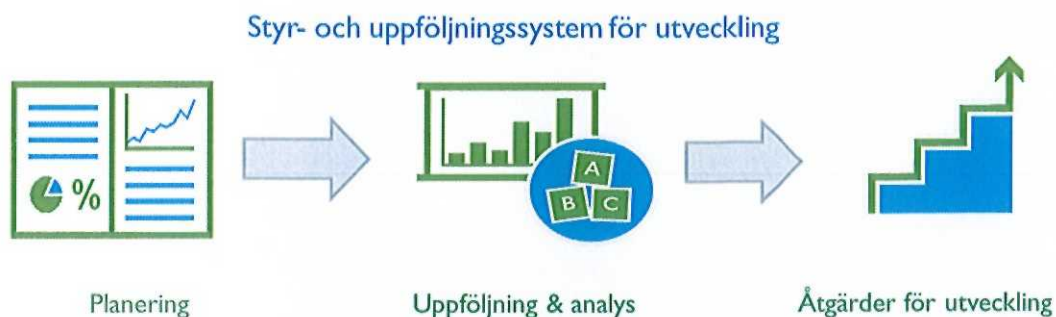 Styr- och uppföljningssystem för utveckling
%
A
B C
Planering
Uppföljning & analys
Åtgärder för utveckling